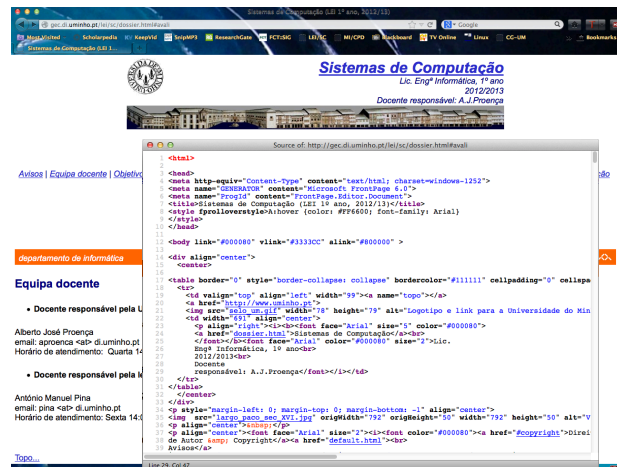 Sistemas de Computação (LEI 1º ano, 2012/13)
gec.di.uminho.pt/lei/sc/dossier.html#avali
Google
Most Visited Scholarpedia KeepVid SnipMP3 ResearchGate FCT:SIG LEI/SC MI/CPD Blackboard TV Online Linux CG-UM Bookmarks
Sistemas de Computação (LEI 1...
Sistemas de Computação
Lic. Engª Informática, 1º ano
2012/2013
Docente responsável: A.J.Proença
Avisos | Equipa docente | Objetivo
ção
departamento de informática
Equipa docente
Docente responsável pela U
Alberto José Proença
email: aproenca <at> di.uminho.pt
Horário de atendimento: Quarta 14
Docente responsável pela le
António Manuel Pina
email: pina <at> di.uminho.pt
Horário de atendimento: Sexta 14:0
Topo...
Source of: http://gec.di.uminho.pt/lei/sc/dossier.html#avali
1 <html>
2
3 <head>
4 <meta http-equiv="Content-Type" content="text/html; charset=windows-1252">
5 <meta name="GENERATOR" content="Microsoft FrontPage 6.0">
6 <meta name="ProgId" content="FrontPage.Editor.Document">
7 <title>Sistemas de Computação (LEI 1º ano, 2012/13)</title>
8 <style fprolloverstyle>A:hover {color: #FF6600; font-family: Arial}
9 </style>
10 </head>
11
12 <body link="#000080" vlink="#3333CC" alink="#800000" >
13
14 <div align="center">
15 <center>
16
17 <table border="0" style="border-collapse: collapse" bordercolor="#111111" cellpadding="0" cellspa
18 <tr>
19 <td valign="top" align="left" width="99"><a name="topo"></a>
20 <a href="http://www.uminho.pt">
21 <img src="selo_um.gif" width="78" height="79" alt="Logotipo e link para a Universidade do Min
22 <td width="691" align="center">
23 <p align="right"><i><b><font face="Arial" size="5" color="#000080">
24 <a href="dossier.html">Sistemas de Computação</a><br>
25 </font></b><font face="Arial" color="#000080" size="2">Lic.
26 Engª Informática, 1º ano<br>
27 2012/2013<br>
28 Docente
29 responsável: A.J.Proença</font></i></td>
30 </tr>
31 </table>
32 </center>
33 </div>
34 <p style="margin-left: 0; margin-top: 0; margin-bottom: -1" align="center">
35 <img src="largo_paco_sec_XVI.jpg" origWidth="792" origHeight="50" width="792" height="50" alt="V
36 <p align="center">&nbsp;</p>
37 <p align="center"><font face="Arial" size="2"><i><font color="#000080"><a href="#copyright">Direi
38 de Autor &amp; Copyright</a><a href="default.html"><br>
39 Avisos</a>
Line 29, Col 47